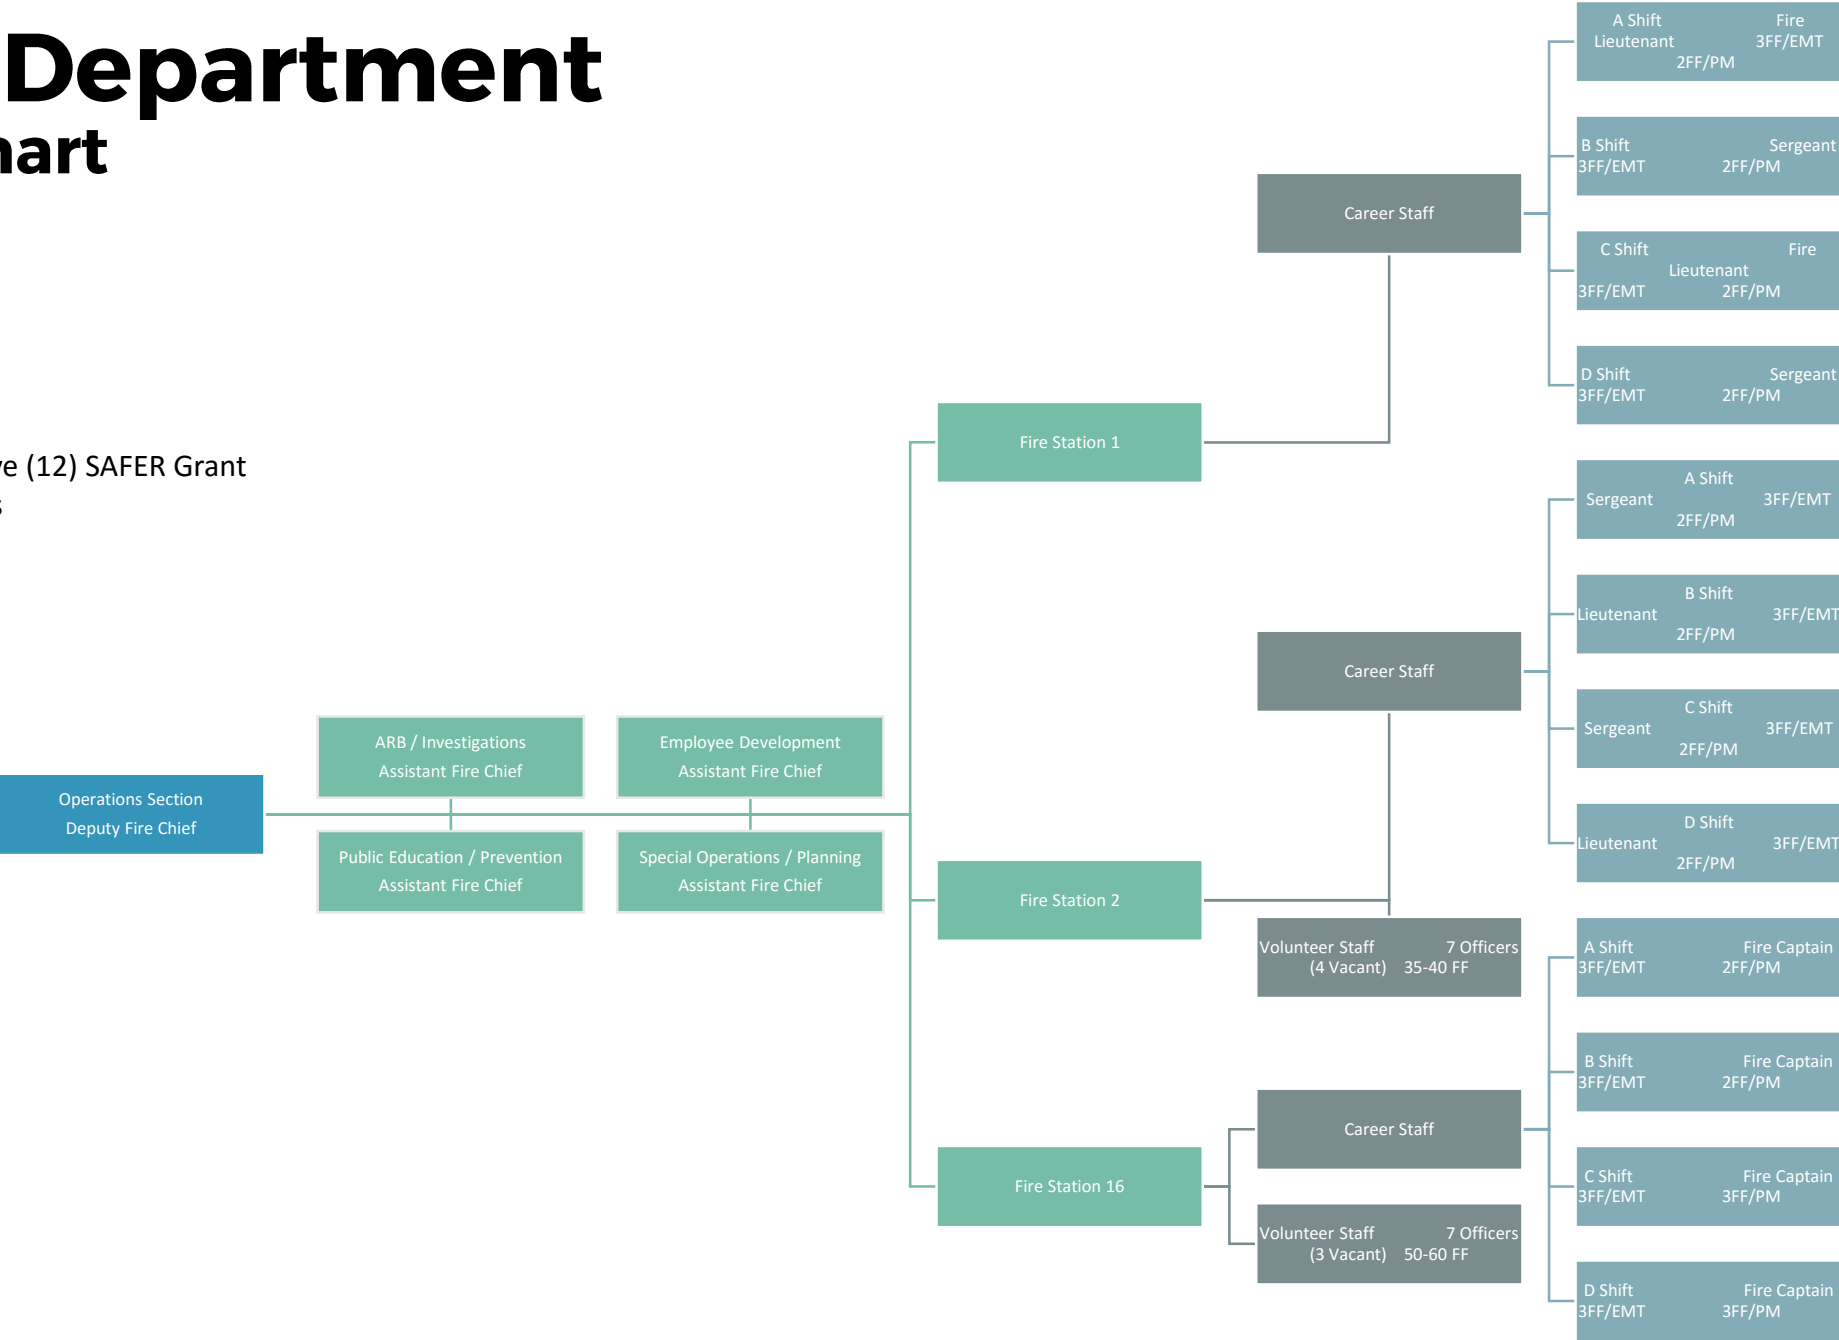 Department
hart
ve (12) SAFER Grant
s
Operations Section
Deputy Fire Chief
ARB / Investigations
Assistant Fire Chief
Employee Development
Assistant Fire Chief
Public Education / Prevention
Assistant Fire Chief
Special Operations / Planning
Assistant Fire Chief
Fire Station 1
Career Staff
A Shift Fire
Lieutenant 3FF/EMT
2FF/PM
B Shift Sergeant
3FF/EMT 2FF/PM
C Shift Fire
Lieutenant
3FF/EMT 2FF/PM
D Shift Sergeant
3FF/EMT 2FF/PM
Fire Station 2
Career Staff
A Shift
Sergeant 3FF/EMT
2FF/PM
B Shift
Lieutenant 3FF/EMT
2FF/PM
C Shift
Sergeant 3FF/EMT
2FF/PM
D Shift
Lieutenant 3FF/EMT
2FF/PM
Volunteer Staff 7 Officers
(4 Vacant) 35-40 FF
Fire Station 16
Career Staff
A Shift Fire Captain
3FF/EMT 2FF/PM
B Shift Fire Captain
3FF/EMT 2FF/PM
C Shift Fire Captain
3FF/EMT 3FF/PM
D Shift Fire Captain
3FF/EMT 3FF/PM
Volunteer Staff 7 Officers
(3 Vacant) 50-60 FF